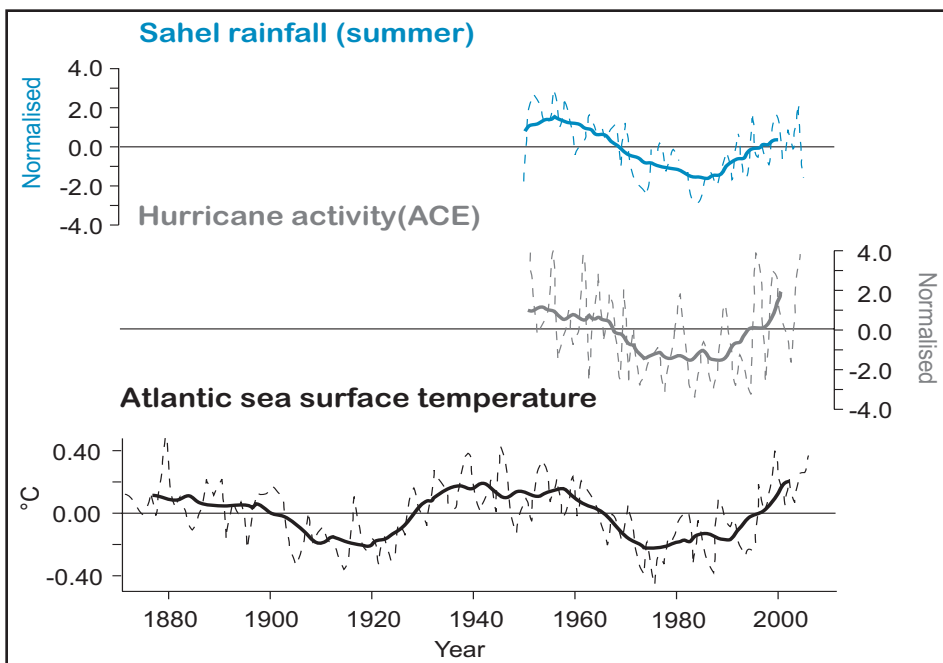 Sahel rainfall (summer)
Normalised
4.0
2.0
0.0
-2.0
-4.0
Hurricane activity(ACE)
4.0
2.0
0.0
-2.0
-4.0
Normalised
Atlantic sea surface temperature
°C
0.40
0.00
-0.40
1880 1900 1920 1940 1960 1980 2000
Year